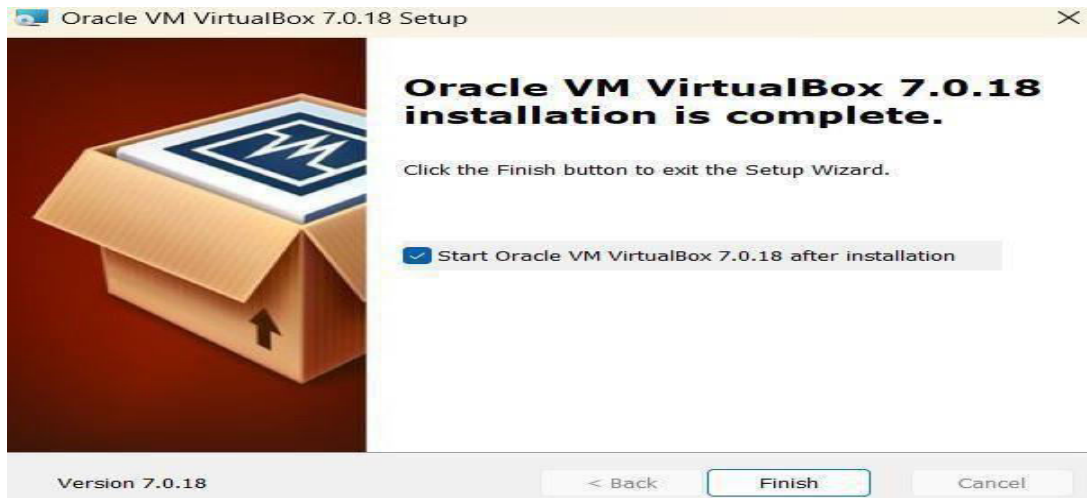 Oracle VM VirtualBox 7.0.18 Setup
Oracle VM VirtualBox 7.0.18
installation is complete.
Click the Finish button to exit the Setup Wizard.
Start Oracle VM VirtualBox 7.0.18 after installation
Version 7.0.18
< Back
Finish
Cancel